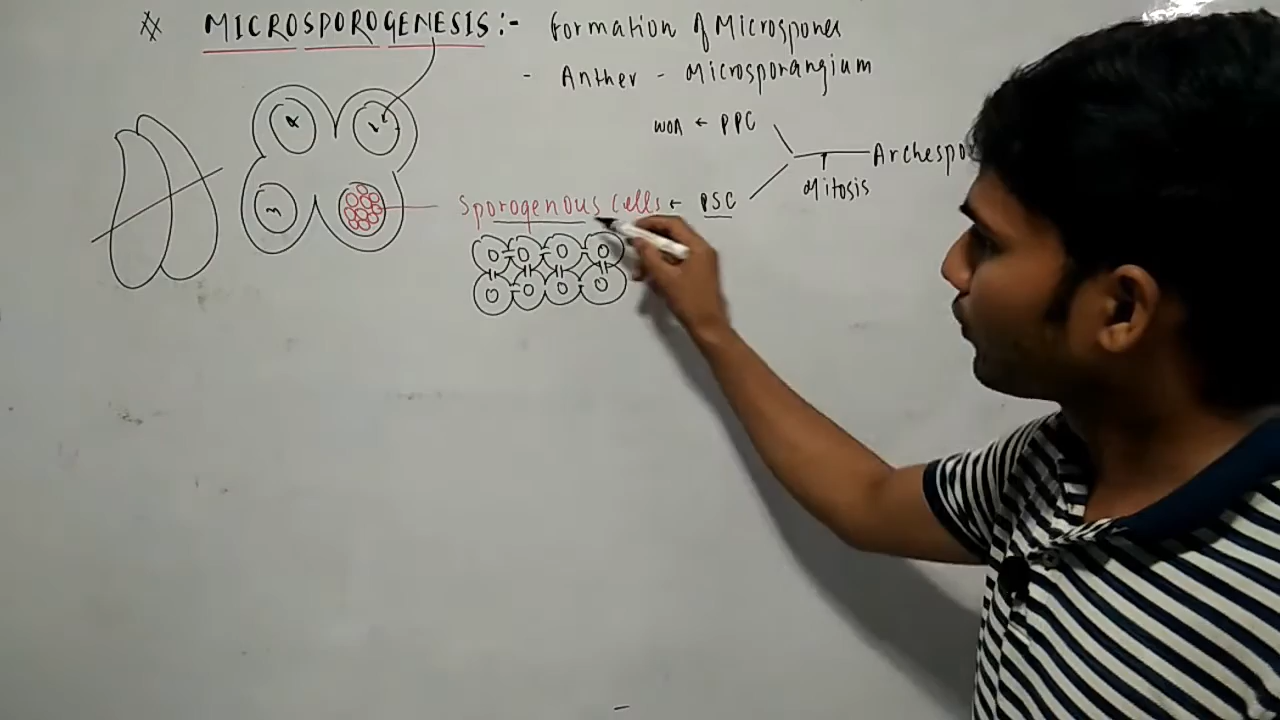 MICROSPOROGENESIS :- Formation of Microspores
- Anther - Microsporangium
WOA ← PPC
Archespo
Mitosis
Sporogenous cells ← PSC